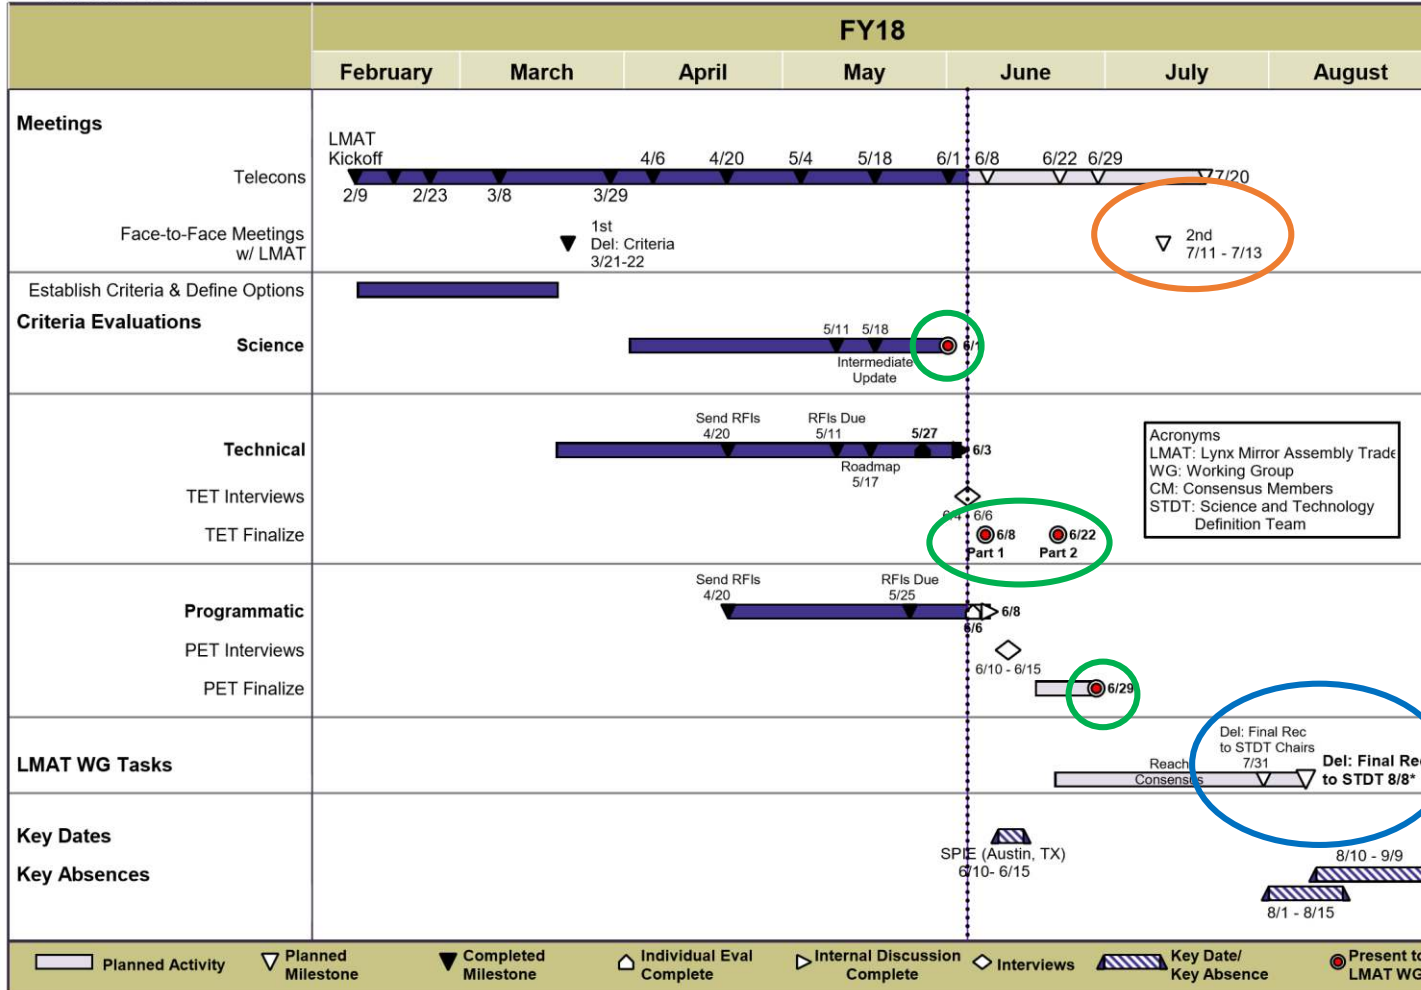 FY18
February March April May June July August
Meetings
LMAT
Kickoff
4/6 4/20 5/4 5/18 6/1 6/8 6/22 6/29
Telecons
7/20
2/9 2/23 3/8 3/29
Face-to-Face Meetings
w/ LMAT
1st
Del: Criteria
3/21-22
2nd
7/11 - 7/13
Establish Criteria & Define Options
Criteria Evaluations
Science
5/11 5/18
6/1
Intermediate
Update
Technical
Send RFIs
4/20
RFIs Due
5/11
5/27
6/3
Roadmap
5/17
Acronyms
LMAT: Lynx Mirror Assembly Trade
WG: Working Group
CM: Consensus Members
STDT: Science and Technology
Definition Team
TET Interviews
6/4 6/6
TET Finalize
6/8 6/22
Part 1 Part 2
Programmatic
Send RFIs
4/20
RFIs Due
5/25
6/8
6/6
PET Interviews
6/10 - 6/15
PET Finalize
6/29
LMAT WG Tasks
Reach
Consensus
Del: Final Rec
to STDT Chairs
7/31
Del: Final Rec
to STDT 8/8*
Key Dates
SPIE (Austin, TX)
6/10- 6/15
Key Absences
8/10 - 9/9
8/1 - 8/15
Planned Activity
Planned
Milestone
Completed
Milestone
Individual Eval
Complete
Internal Discussion
Complete
Interviews
Key Date/
Key Absence
Present to
LMAT WG